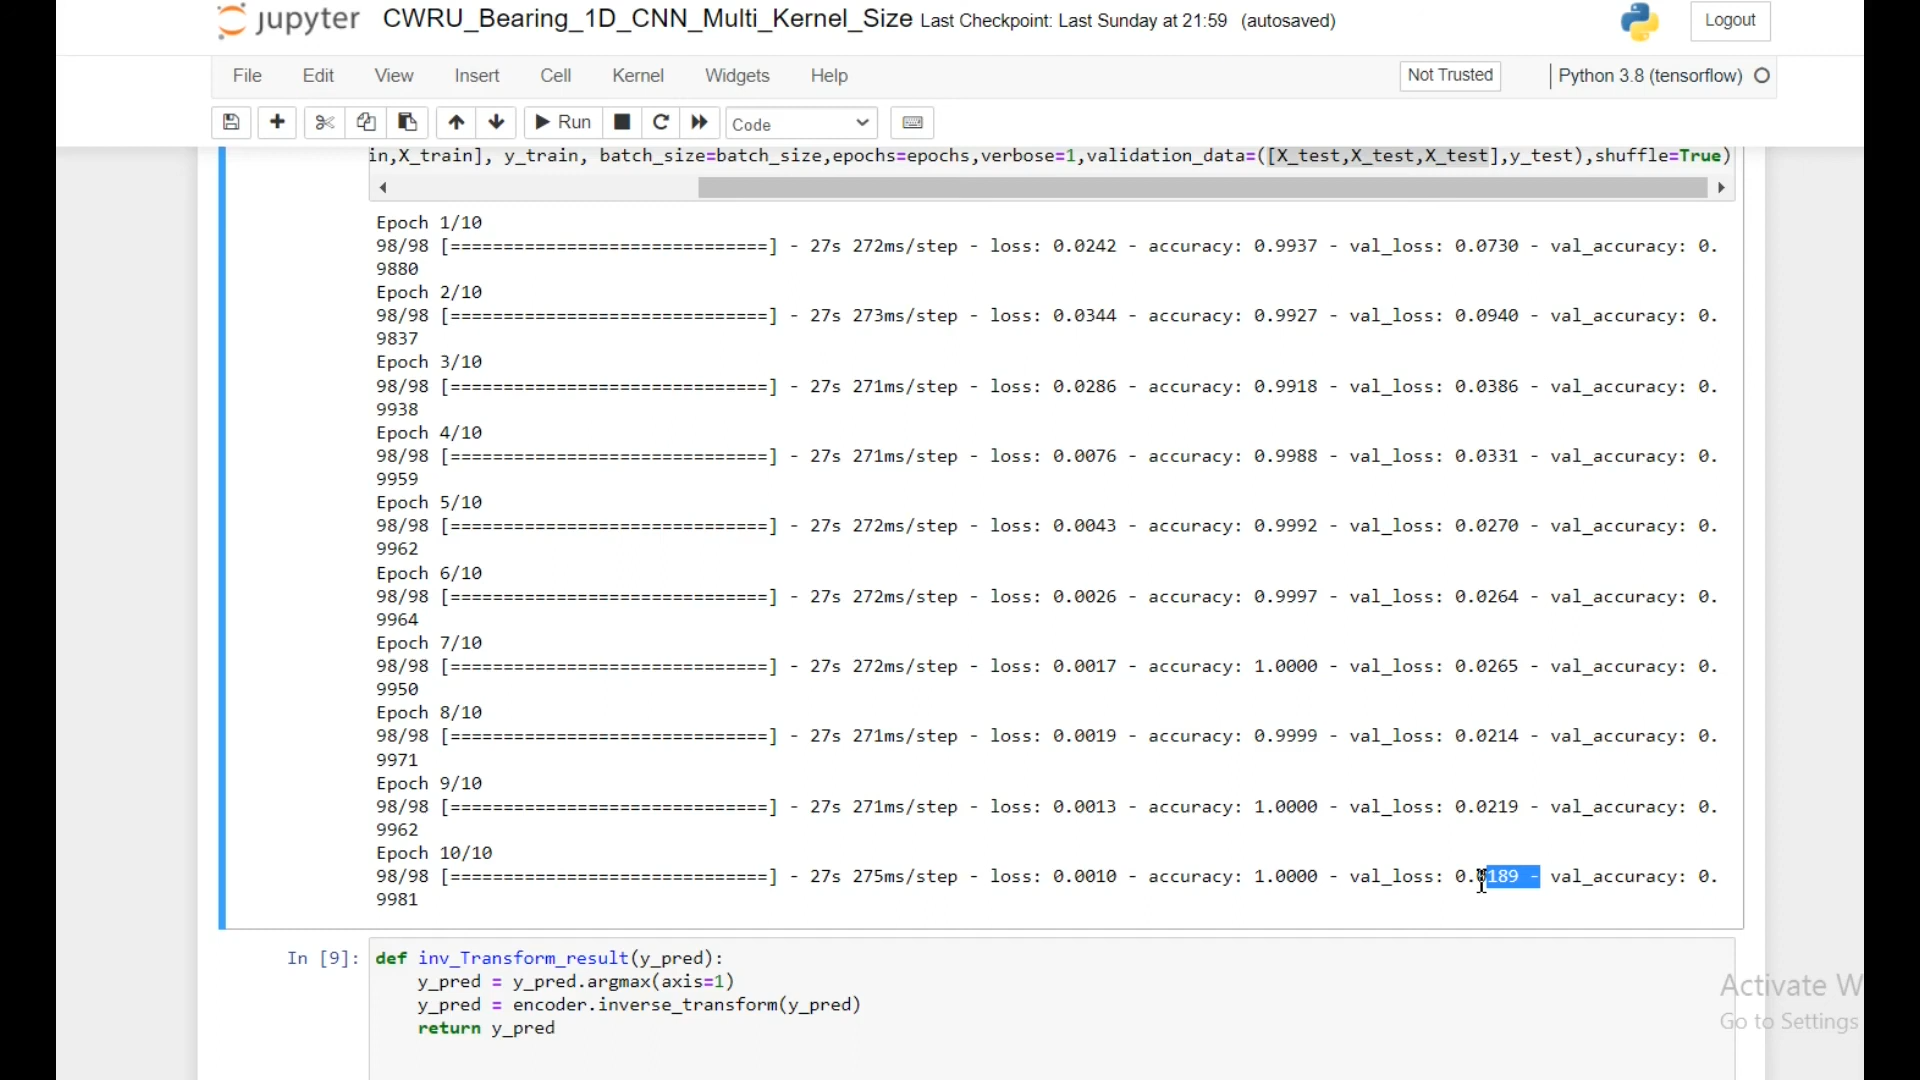 jupyter CWRU_Bearing_1D_CNN_Multi_Kernel_Size Last Checkpoint: Last Sunday at 21:59 (autosaved) Logout
File Edit View Insert Cell Kernel Widgets Help Not Trusted Python 3.8 (tensorflow)
Run Code
in,X_train], y_train, batch_size=batch_size,epochs=epochs,verbose=1,validation_data=([X_test,X_test,X_test],y_test),shuffle=True)
Epoch 1/10
98/98 [==============================] - 27s 272ms/step - loss: 0.0242 - accuracy: 0.9937 - val_loss: 0.0730 - val_accuracy: 0.
9880
Epoch 2/10
98/98 [==============================] - 27s 273ms/step - loss: 0.0344 - accuracy: 0.9927 - val_loss: 0.0940 - val_accuracy: 0.
9837
Epoch 3/10
98/98 [==============================] - 27s 271ms/step - loss: 0.0286 - accuracy: 0.9918 - val_loss: 0.0386 - val_accuracy: 0.
9938
Epoch 4/10
98/98 [==============================] - 27s 271ms/step - loss: 0.0076 - accuracy: 0.9988 - val_loss: 0.0331 - val_accuracy: 0.
9959
Epoch 5/10
98/98 [==============================] - 27s 272ms/step - loss: 0.0043 - accuracy: 0.9992 - val_loss: 0.0270 - val_accuracy: 0.
9962
Epoch 6/10
98/98 [==============================] - 27s 272ms/step - loss: 0.0026 - accuracy: 0.9997 - val_loss: 0.0264 - val_accuracy: 0.
9964
Epoch 7/10
98/98 [==============================] - 27s 272ms/step - loss: 0.0017 - accuracy: 1.0000 - val_loss: 0.0265 - val_accuracy: 0.
9950
Epoch 8/10
98/98 [==============================] - 27s 271ms/step - loss: 0.0019 - accuracy: 0.9999 - val_loss: 0.0214 - val_accuracy: 0.
9971
Epoch 9/10
98/98 [==============================] - 27s 271ms/step - loss: 0.0013 - accuracy: 1.0000 - val_loss: 0.0219 - val_accuracy: 0.
9962
Epoch 10/10
98/98 [==============================] - 27s 275ms/step - loss: 0.0010 - accuracy: 1.0000 - val_loss: 0.0189 - val_accuracy: 0.
9981
In [9]: def inv_Transform_result(y_pred):
y_pred = y_pred.argmax(axis=1)
y_pred = encoder.inverse_transform(y_pred)
return y_pred
Activate W
Go to Settings